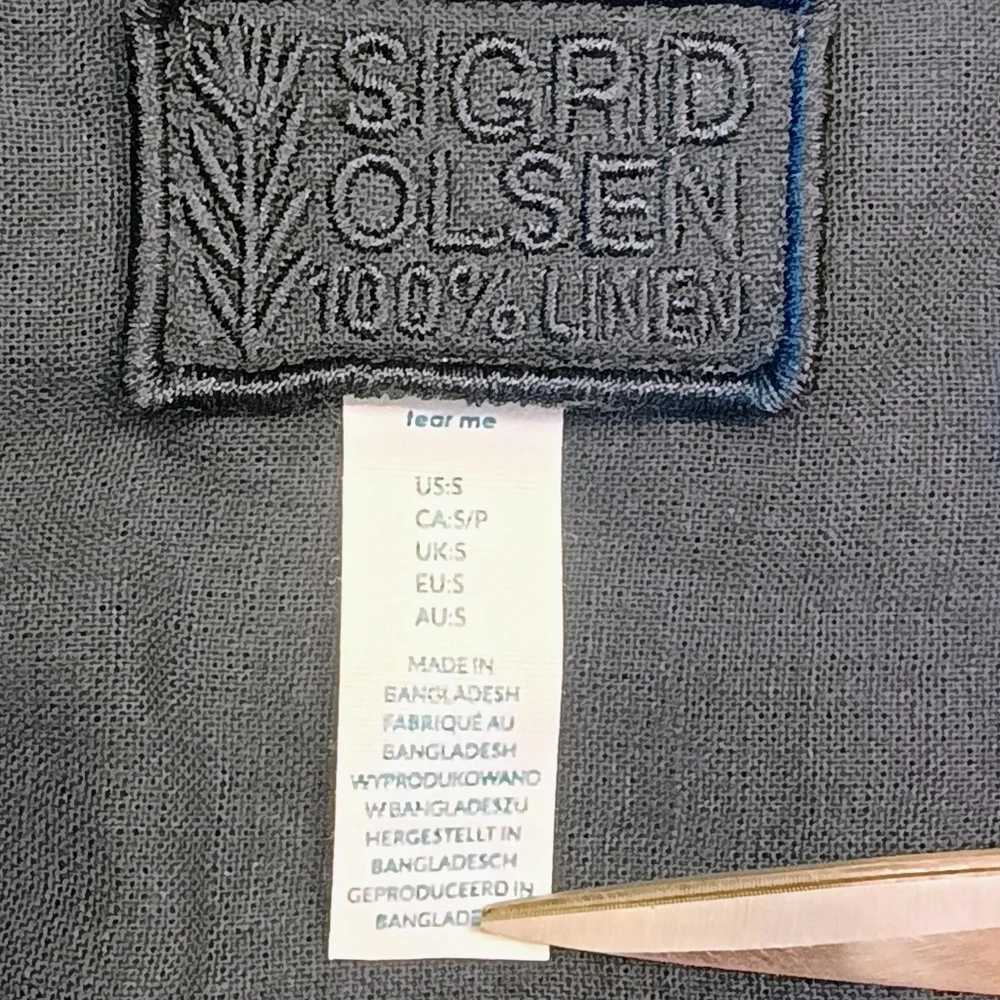 SIGRID
OLSEN
100% LINEN
tear me
US:S
CA:S/P
UK:S
EU:S
AU:S
MADE IN
BANGLADESH
FABRIQUÉ AU
BANGLADESH
WYPRODUKOWANO
W BANGLADESZU
HERGESTELLT IN
BANGLADESCH
GEPRODUCEERD IN
BANGLADE